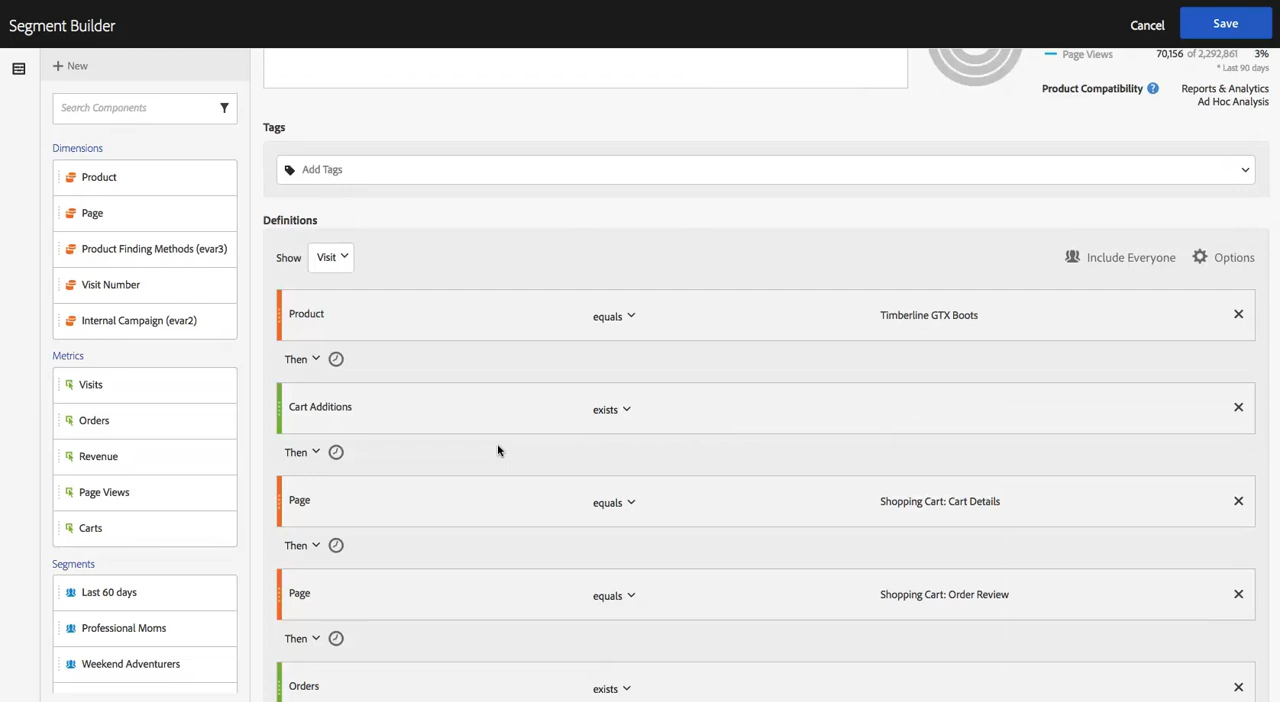 Segment Builder
Cancel
Save
New
Page Views
70,156 of 2,292,861
3%
* Last 90 days
Product Compatibility ?
Reports & Analytics
Ad Hoc Analysis
Search Components
Tags
Add Tags
Dimensions
Product
Page
Product Finding Methods (evar3)
Visit Number
Internal Campaign (evar2)
Metrics
Visits
Orders
Revenue
Page Views
Carts
Segments
Last 60 days
Professional Moms
Weekend Adventurers
Definitions
Show Visit
Include Everyone
Options
Product equals Timberline GTX Boots
Then
Cart Additions exists
Then
Page equals Shopping Cart: Cart Details
Then
Page equals Shopping Cart: Order Review
Then
Orders exists